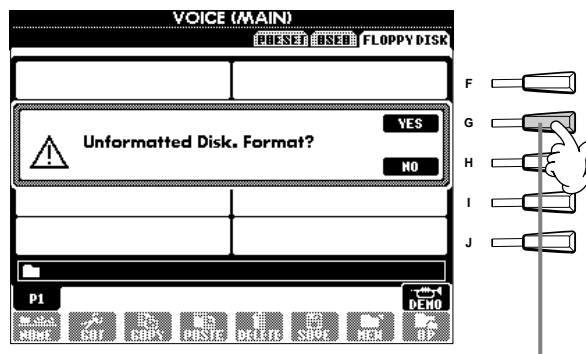 VOICE (MAIN)
PRESET USER FLOPPY DISK
F
YES
G
Unformatted Disk. Format?
NO
H
I
J
P1
DEMO
NAME CUT COPY PASTE DELETE SAVE NEW UP